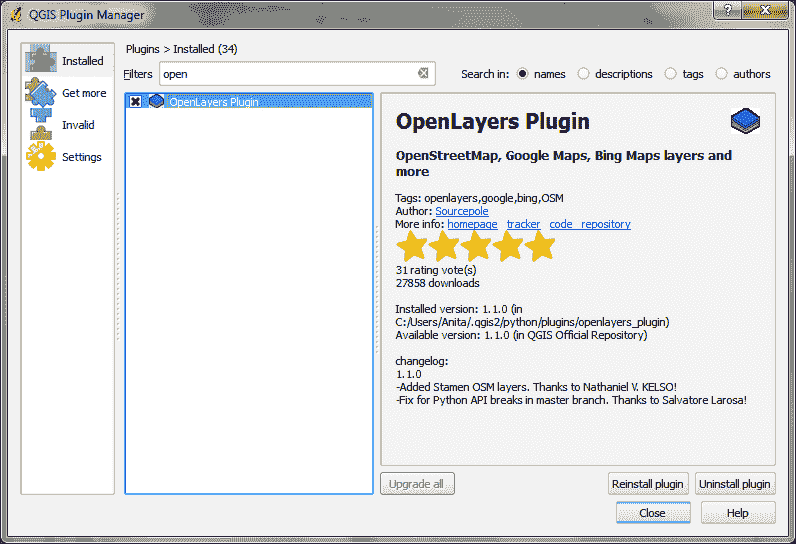 QGIS Plugin Manager
Installed
Get more
Invalid
Settings
Plugins > Installed (34)
Filters open Search in: names descriptions tags authors
OpenLayers Plugin
OpenLayers Plugin
OpenStreetMap, Google Maps, Bing Maps layers and
more
Tags: openlayers,google,bing,OSM
Author: Sourcepole
More info: homepage tracker code_repository
31 rating vote(s)
27858 downloads
Installed version: 1.1.0 (in
C:/Users/Anita/.qgis2/python/plugins/openlayers_plugin)
Available version: 1.1.0 (in QGIS Official Repository)
changelog:
1.1.0
-Added Stamen OSM layers. Thanks to Nathaniel V. KELSO!
-Fix for Python API breaks in master branch. Thanks to Salvatore Larosa!
Upgrade all Reinstall plugin Uninstall plugin
Close Help